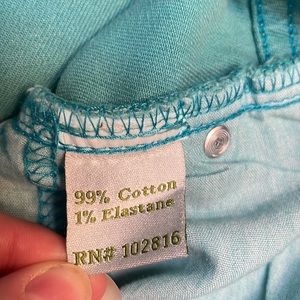 99% Cotton
1% Elastane
RN# 102816